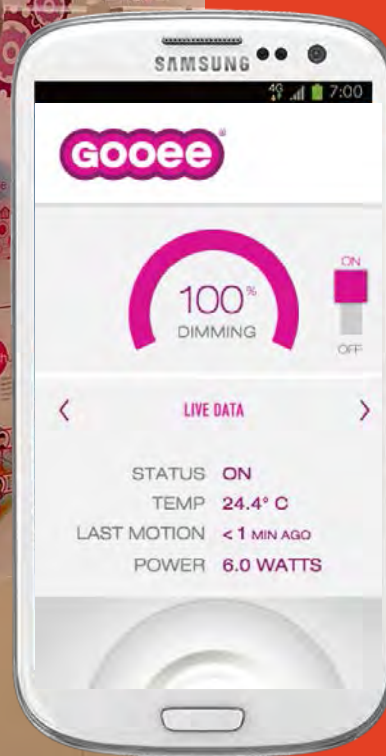 SAMSUNG
4G 7:00
Gooee®
100%
DIMMING
ON
OFF
LIVE DATA
STATUS ON
TEMP 24.4° C
LAST MOTION < 1 MIN AGO
POWER 6.0 WATTS